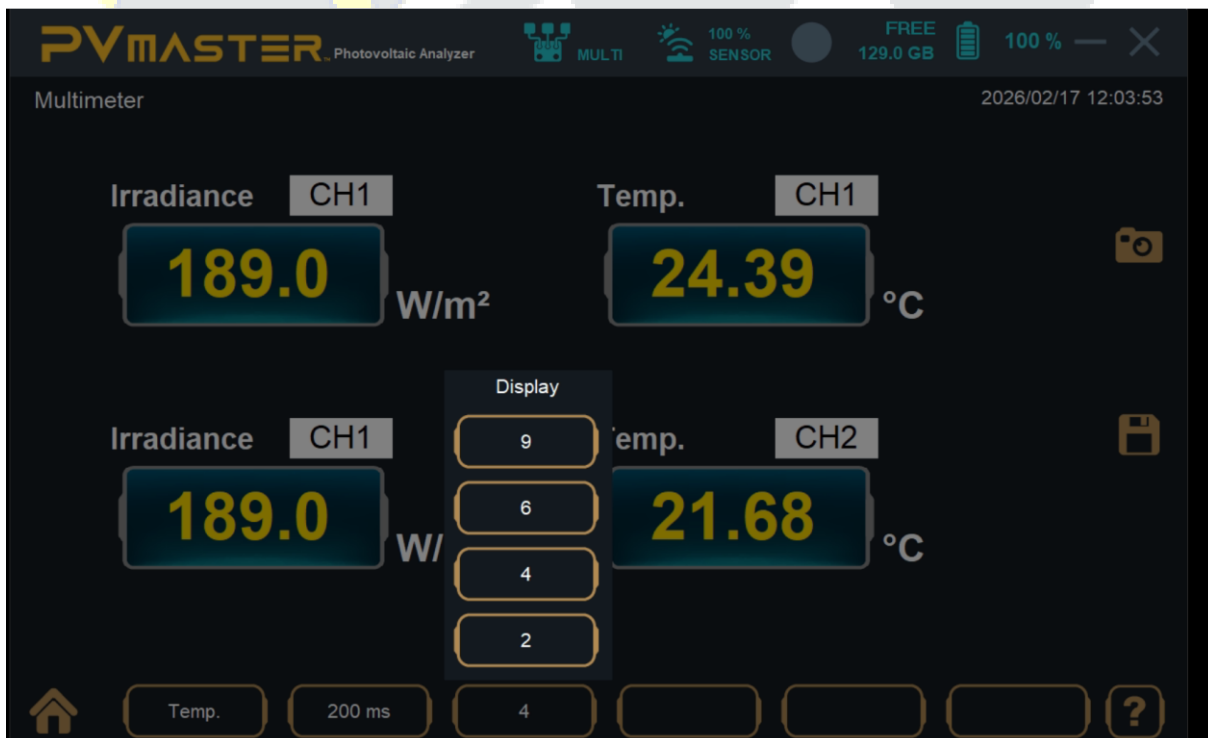 PVMASTER™ Photovoltaic Analyzer
MULTI
100 %
SENSOR
FREE
129.0 GB
100 %
Multimeter
2026/02/17 12:03:53
Irradiance CH1
Temp. CH1
189.0 W/m²
24.39 °C
Display
9
6
4
2
Irradiance CH1
emp. CH2
189.0 W/
21.68 °C
Temp.
200 ms
4
?